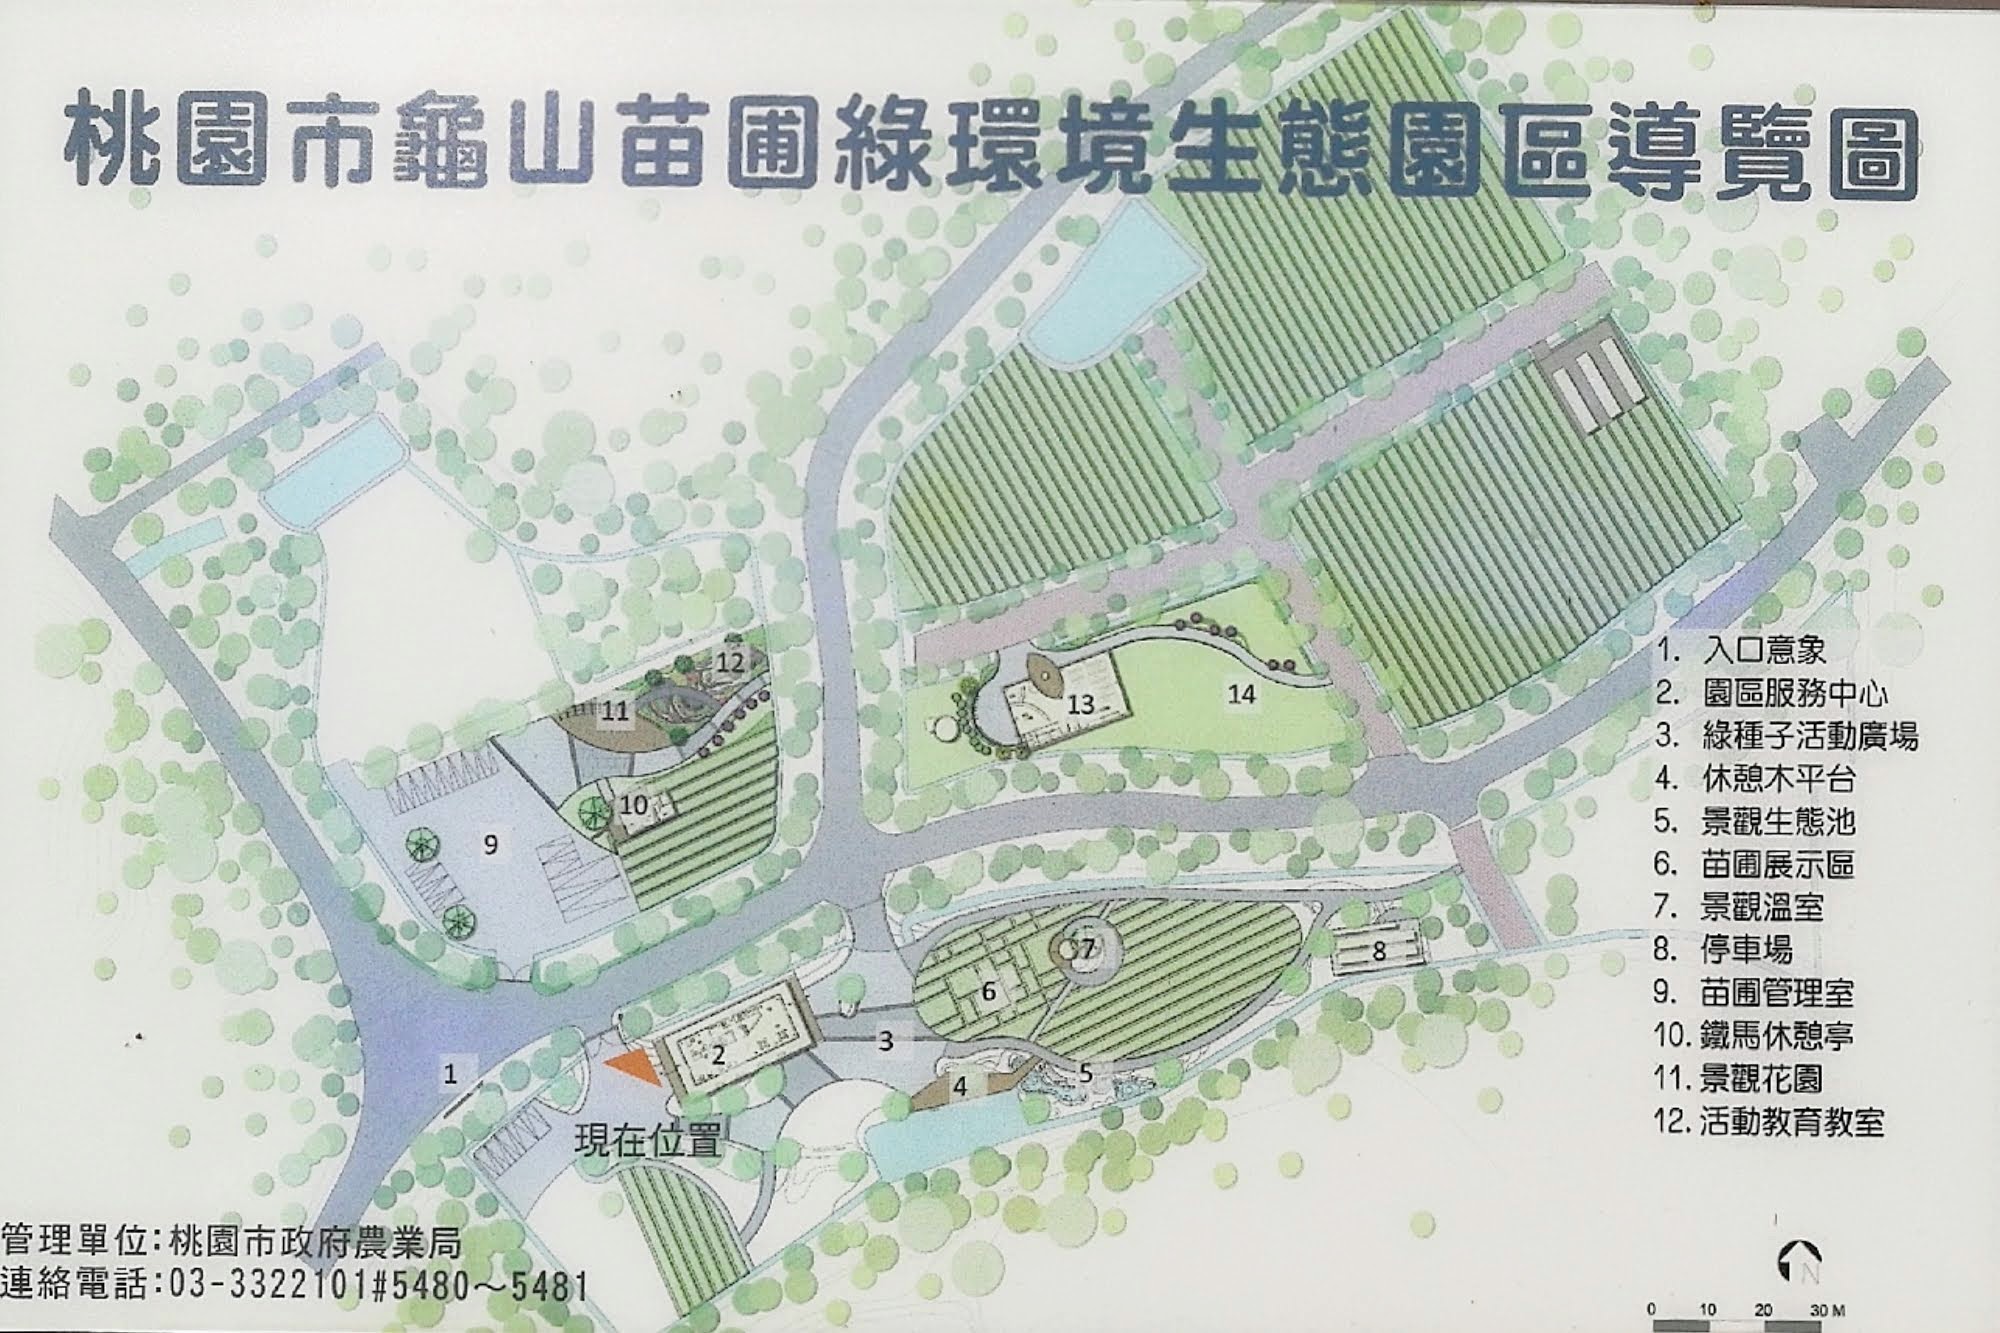 桃園市龜山苗圃綠環境生態園區導覽圖
12
11
13
14
10
9
7
8
6
3
2
1
4
5
現在位置
1. 入口意象
2. 園區服務中心
3. 綠種子活動廣場
4. 休憩木平台
5. 景觀生態池
6. 苗圃展示區
7. 景觀溫室
8. 停車場
9. 苗圃管理室
10. 鐵馬休憩亭
11. 景觀花園
12. 活動教育教室
管理單位:桃園市政府農業局
連絡電話:03-3322101#5480～5481
N
0 10 20 30 M